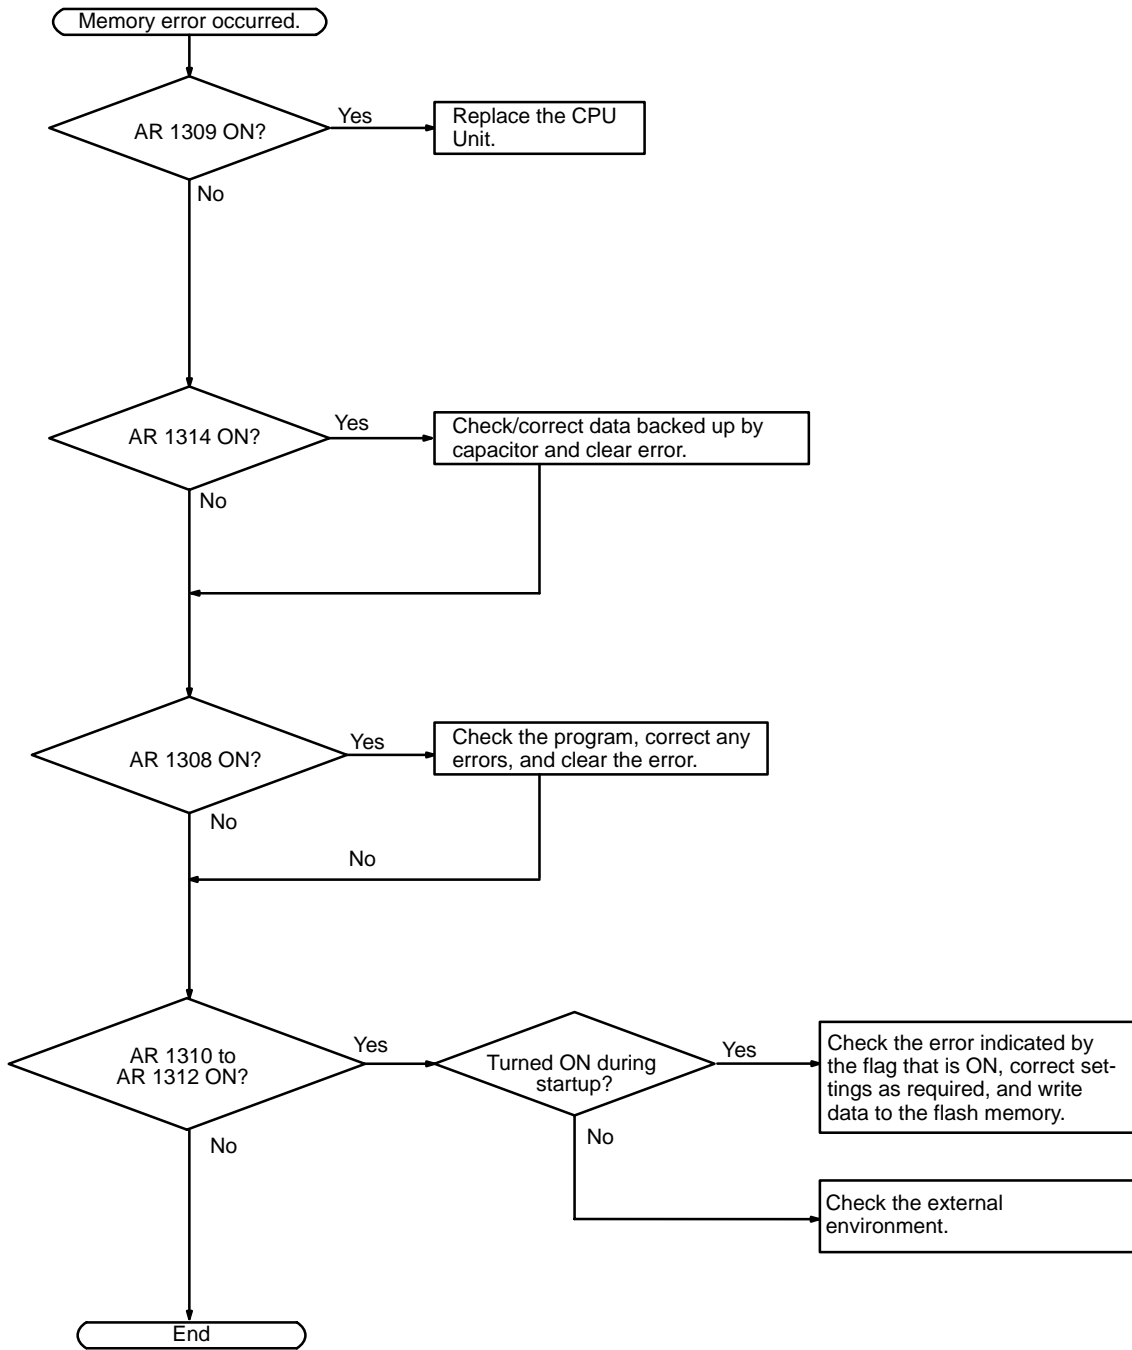 Memory error occurred.
AR 1309 ON?
Yes
Replace the CPU
Unit.
No
AR 1314 ON?
Yes
Check/correct data backed up by
capacitor and clear error.
No
AR 1308 ON?
Yes
Check the program, correct any
errors, and clear the error.
No
No
AR 1310 to
AR 1312 ON?
Yes
Turned ON during
startup?
Yes
Check the error indicated by
the flag that is ON, correct set-
tings as required, and write
data to the flash memory.
No
No
Check the external
environment.
End